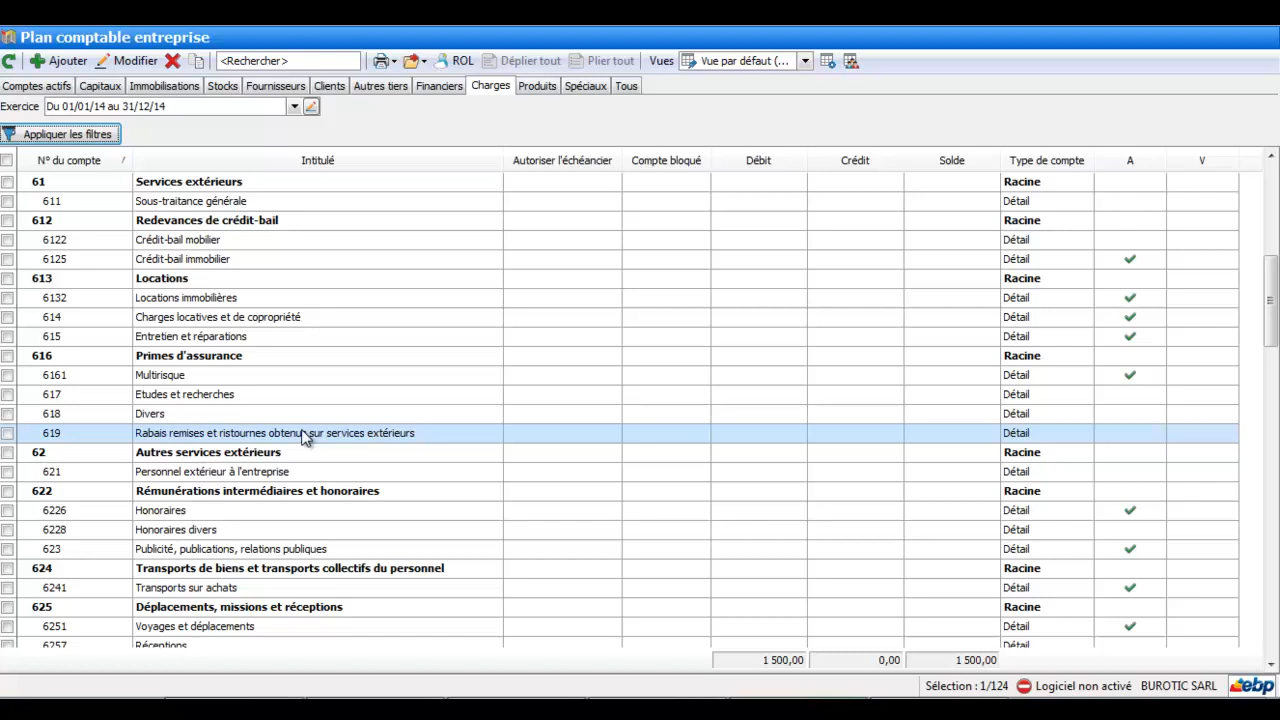 Plan comptable entreprise
Ajouter Modifier <Rechercher> ROL Déplier tout Plier tout Vues Vue par défaut (...
Comptes actifs Capitaux Immobilisations Stocks Fournisseurs Clients Autres tiers Financiers Charges Produits Spéciaux Tous
Exercice Du 01/01/14 au 31/12/14
Appliquer les filtres
N° du compte / Intitulé Autoriser l'échéancier Compte bloqué Débit Crédit Solde Type de compte A V
61 Services extérieurs Racine
611 Sous-traitance générale Détail
612 Redevances de crédit-bail Racine
6122 Crédit-bail mobilier Détail
6125 Crédit-bail immobilier Détail
613 Locations Racine
6132 Locations immobilières Détail
614 Charges locatives et de copropriété Détail
615 Entretien et réparations Détail
616 Primes d'assurance Racine
6161 Multirisque Détail
617 Etudes et recherches Détail
618 Divers Détail
619 Rabais remises et ristournes obtenus sur services extérieurs Détail
62 Autres services extérieurs Racine
621 Personnel extérieur à l'entreprise Détail
622 Rémunérations intermédiaires et honoraires Racine
6226 Honoraires Détail
6228 Honoraires divers Détail
623 Publicité, publications, relations publiques Détail
624 Transports de biens et transports collectifs du personnel Racine
6241 Transports sur achats Détail
625 Déplacements, missions et réceptions Racine
6251 Voyages et déplacements Détail
6257 Réceptions Détail
1 500,00 0,00 1 500,00
Sélection : 1/124 Logiciel non activé BUROTIC SARL ebp